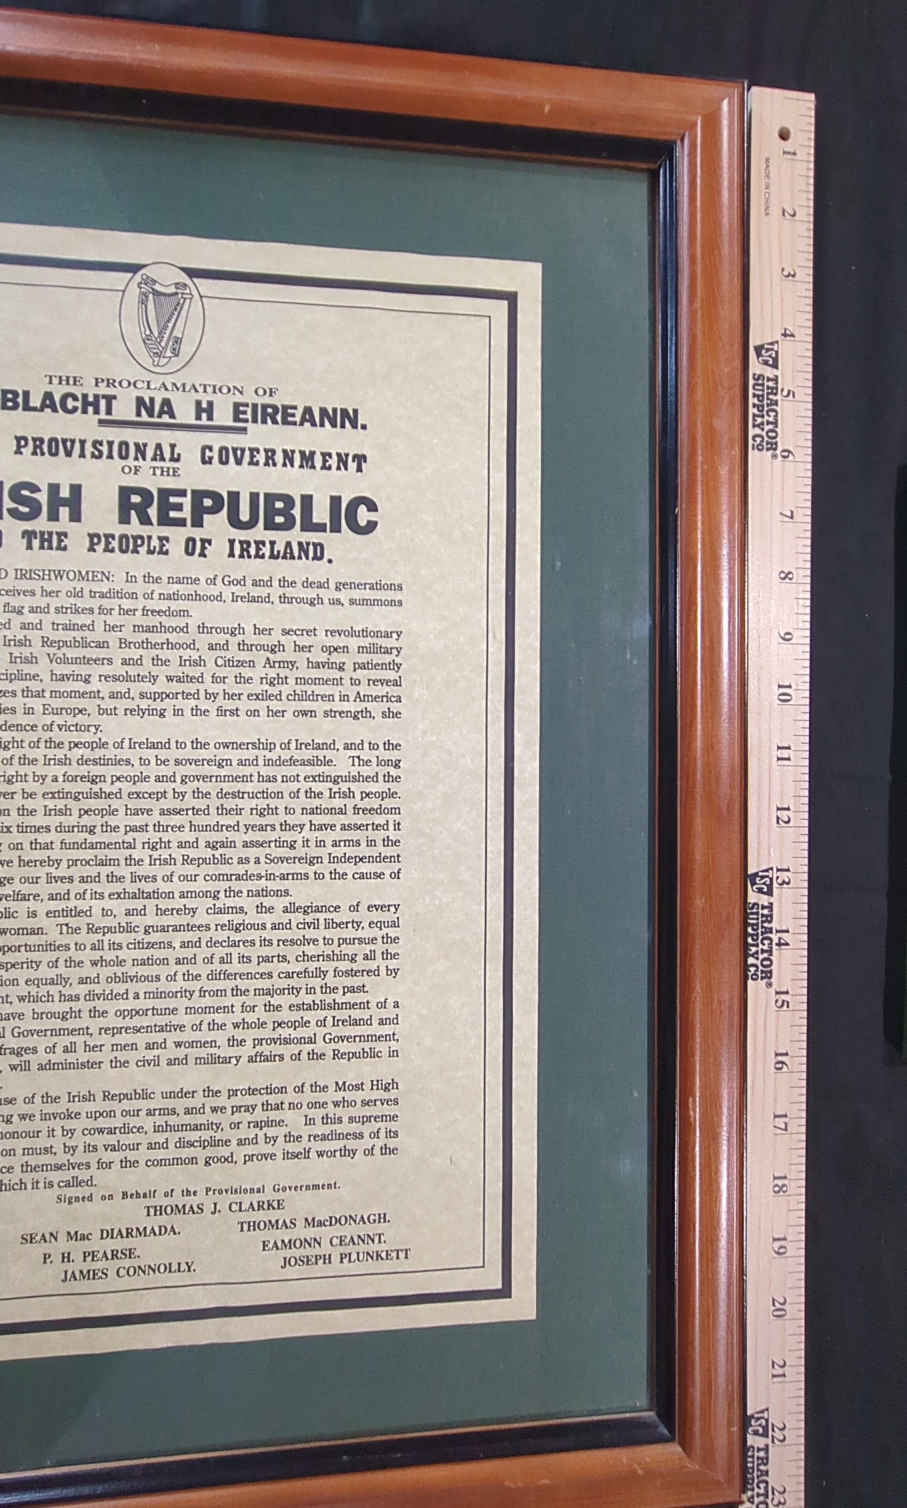 THE PROCLAMATION OF
BLACHT NA H EIREANN.
PROVISIONAL GOVERNMENT
OF THE
ISH REPUBLIC
THE PEOPLE OF IRELAND.
D IRISHWOMEN: In the name of God and the dead generations
ceives her old tradition of nationhood, Ireland, through us, summons
flag and strikes for her freedom.
ed and trained her manhood through her secret revolutionary
Irish Republican Brotherhood, and through her open military
Irish Volunteers and the Irish Citizen Army, having patiently
cipline, having resolutely waited for the right moment to reveal
zes that moment, and, supported by her exiled children in America
ies in Europe, but relying in the first on her own strength, she
dence of victory.
ight of the people of Ireland to the ownership of Ireland, and to the
of the Irish destinies, to be sovereign and indefeasible. The long
right by a foreign people and government has not extinguished the
ver be extinguished except by the destruction of the Irish people.
on the Irish people have asserted their right to national freedom
ix times during the past three hundred years they have asserted it
g on that fundamental right and again asserting it in arms in the
we hereby proclaim the Irish Republic as a Sovereign Independent
ge our lives and the lives of our comrades-in-arms to the cause of
welfare, and of its exhaltation among the nations.
blic is entitled to, and hereby claims, the allegiance of every
woman. The Republic guarantees religious and civil liberty, equal
pportunities to all its citizens, and declares its resolve to pursue the
sperity of the whole nation and of all its parts, cherishing all the
ion equally, and oblivious of the differences carefully fostered by
nt, which has divided a minority from the majority in the past.
have brought the opportune moment for the establishment of a
l Government, representative of the whole people of Ireland and
frages of all her men and women, the provisional Government,
, will administer the civil and military affairs of the Republic in
use of the Irish Republic under the protection of the Most High
ng we invoke upon our arms, and we pray that no one who serves
honour it by cowardice, inhumanity, or rapine. In this supreme
on must, by its valour and discipline and by the readiness of its
ce themselves for the common good, prove itself worthy of the
hich it is called.
Signed on Behalf of the Provisional Government.
THOMAS J. CLARKE
SEAN Mac DIARMADA. THOMAS MacDONAGH.
P. H. PEARSE. EAMONN CEANNT.
JAMES CONNOLLY. JOSEPH PLUNKETT
1 2 3 4 5 6 7 8 9 10 11 12 13 14 15 16 17 18 19 20 21 22 23
MADE IN CHINA
TSC TRACTOR®
SUPPLY CO
TSC TRACTOR®
SUPPLY CO
TSC TRACT
SUPPLY